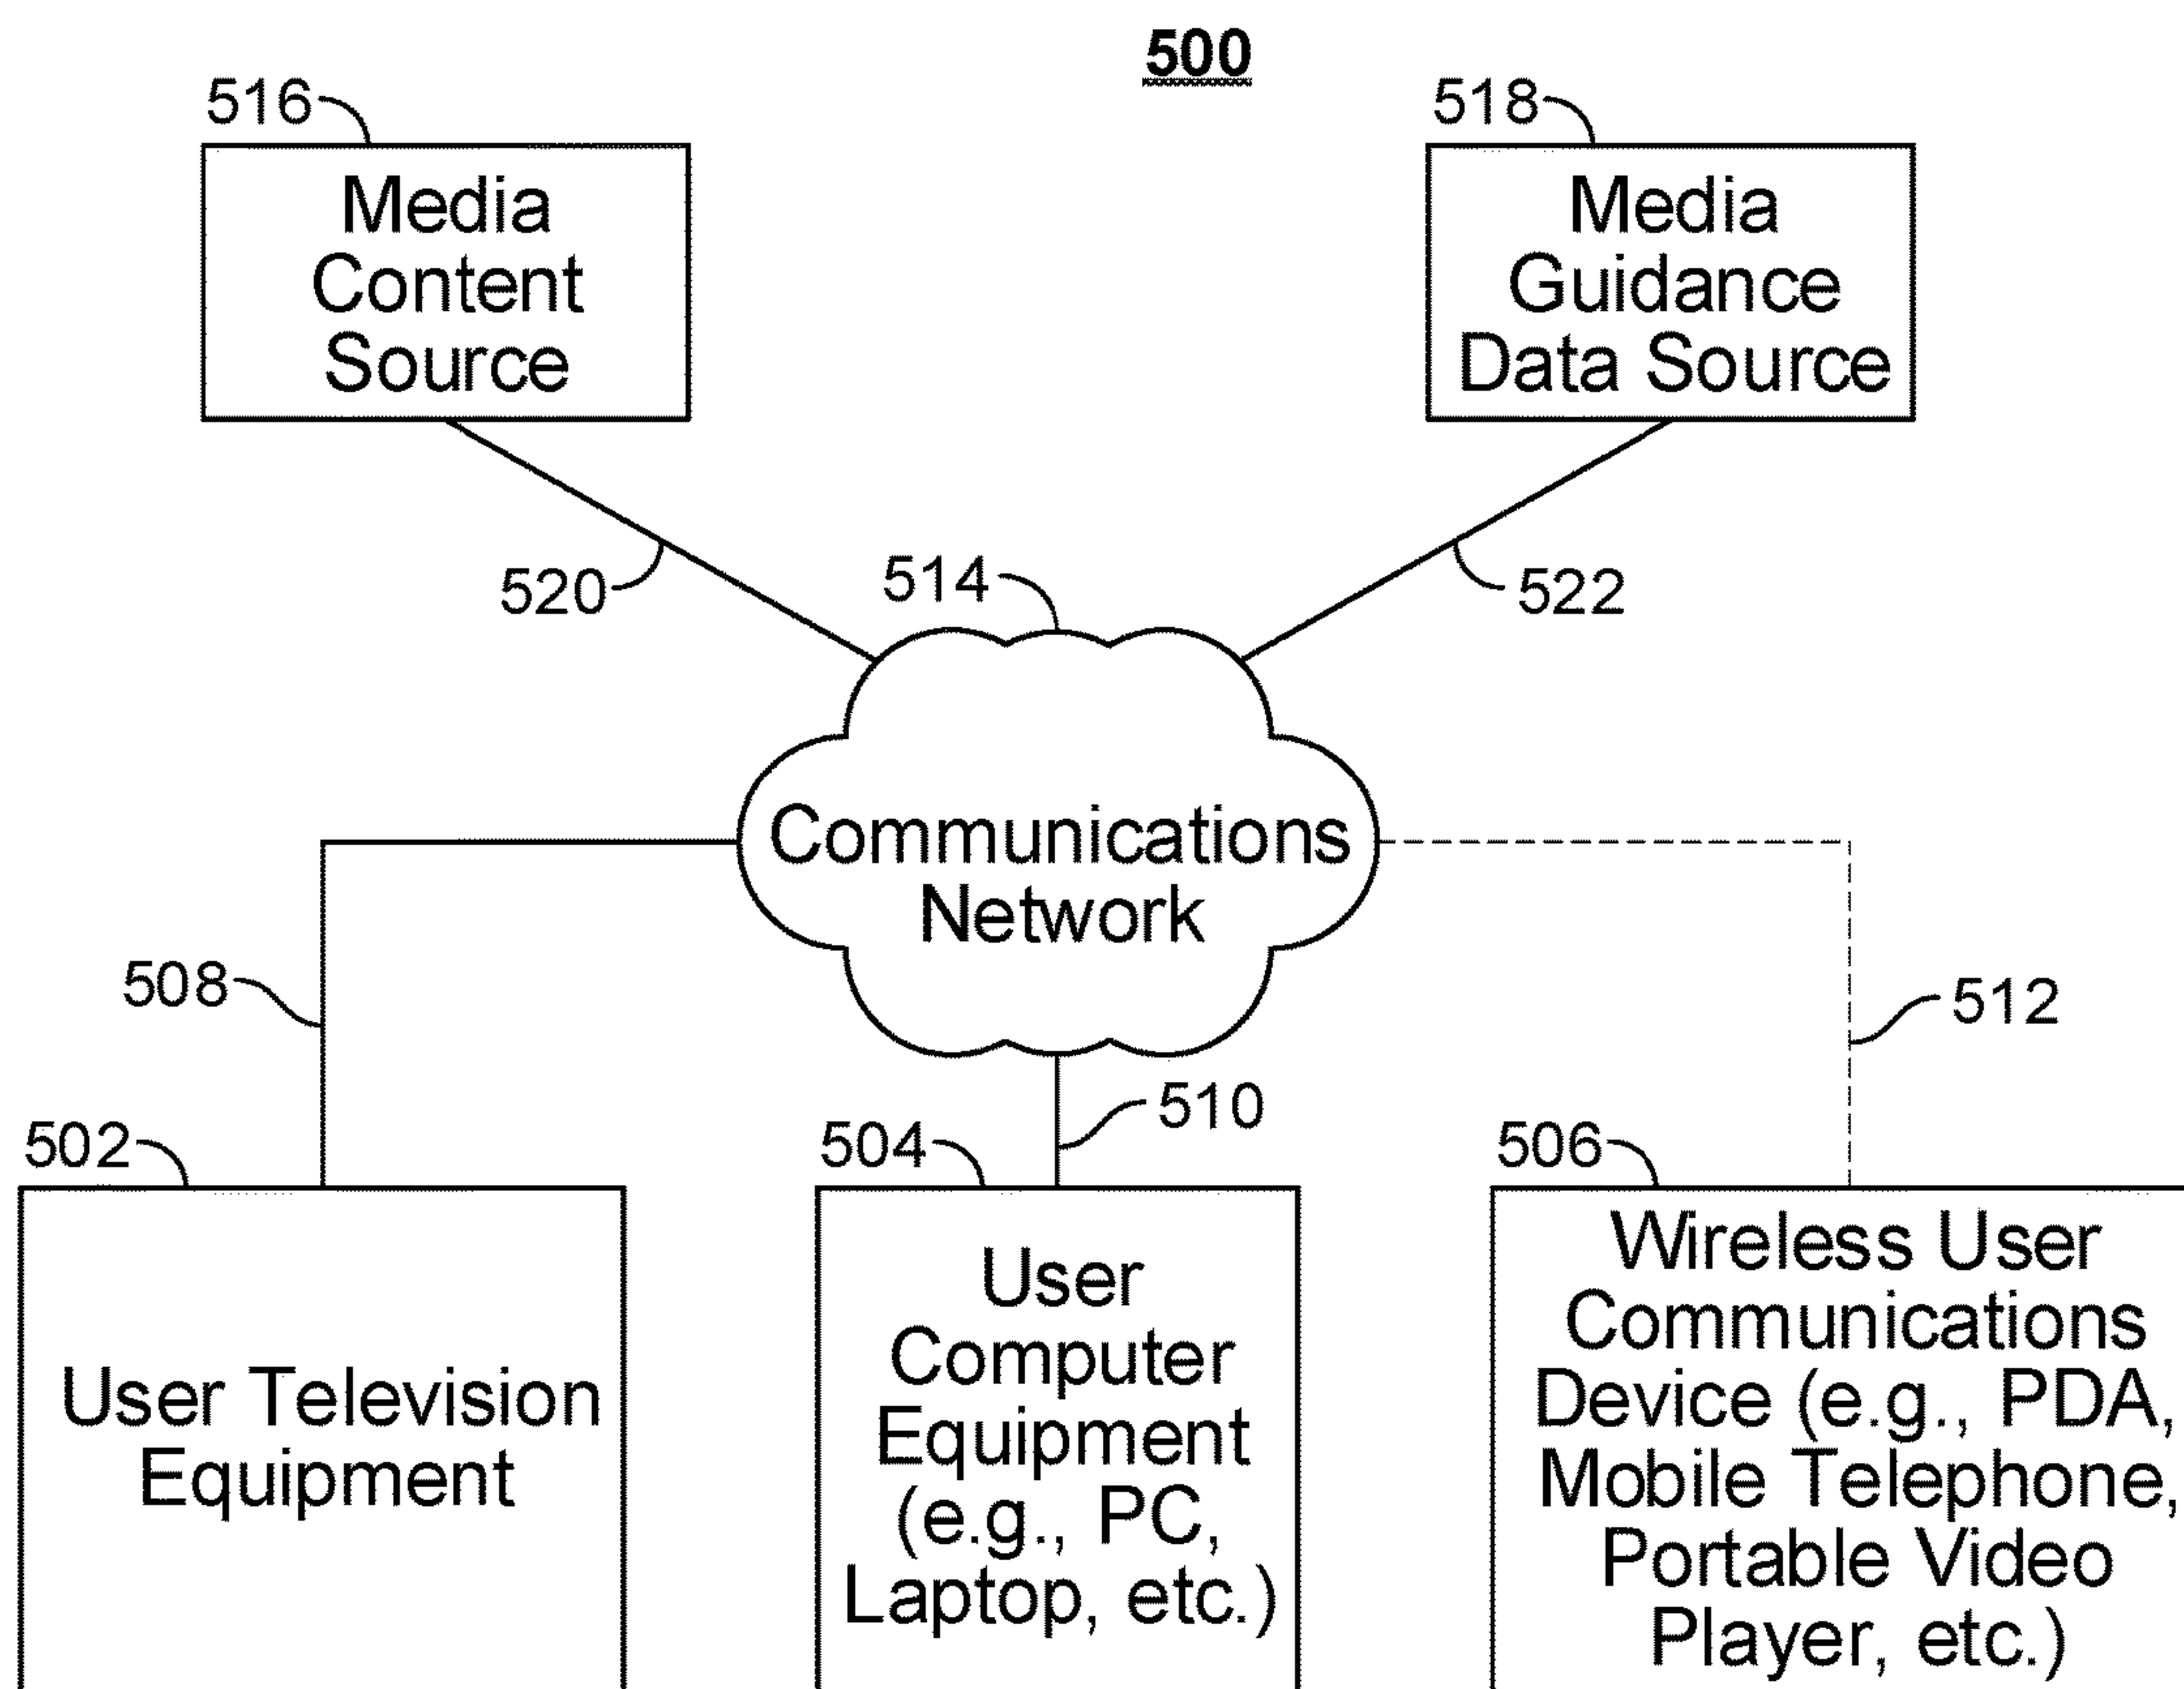 500
516
518
Media
Content
Source
Media
Guidance
Data Source
520
514
522
Communications
Network
508
512
510
502
504
506
User Television
Equipment
User
Computer
Equipment
(e.g., PC,
Laptop, etc.)
Wireless User
Communications
Device (e.g., PDA,
Mobile Telephone,
Portable Video
Player, etc.)